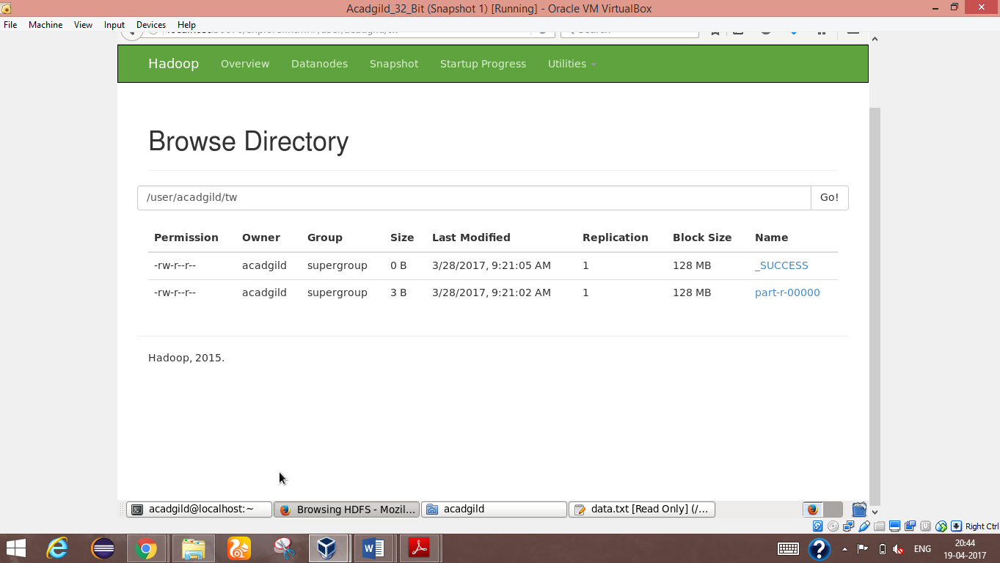 Acadgild_32_Bit (Snapshot 1) [Running] - Oracle VM VirtualBox
File Machine View Input Devices Help
Hadoop Overview Datanodes Snapshot Startup Progress Utilities
Browse Directory
/user/acadgild/tw Go!
Permission Owner Group Size Last Modified Replication Block Size Name
-rw-r--r-- acadgild supergroup 0 B 3/28/2017, 9:21:05 AM 1 128 MB _SUCCESS
-rw-r--r-- acadgild supergroup 3 B 3/28/2017, 9:21:02 AM 1 128 MB part-r-00000
Hadoop, 2015.
acadgild@localhost:~ Browsing HDFS - Mozil... acadgild data.txt [Read Only] (/...
Right Ctrl
ENG 20:44
19-04-2017